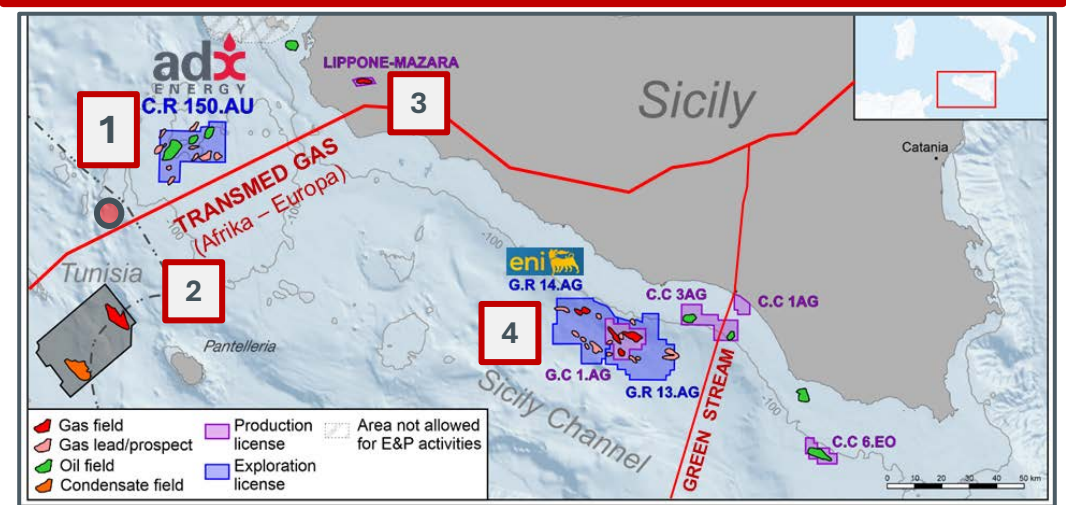 adx
ENERGY
C.R 150.AU
1
LIPPONE-MAZARA
3
Sicily
Catania
TRANSMED GAS
(Afrika – Europa)
-100
Tunisia
2
Pantelleria
-100
eni
G.R 14.AG
C.C 3AG
C.C 1AG
4
G.C 1.AG
G.R 13.AG
Sicily Channel
GREEN STREAM
-100
C.C 6.EO
Gas field
Gas lead/prospect
Oil field
Condensate field
Production
license
Exploration
license
Area not allowed
for E&P activities
0 10 20 30 40 50 km